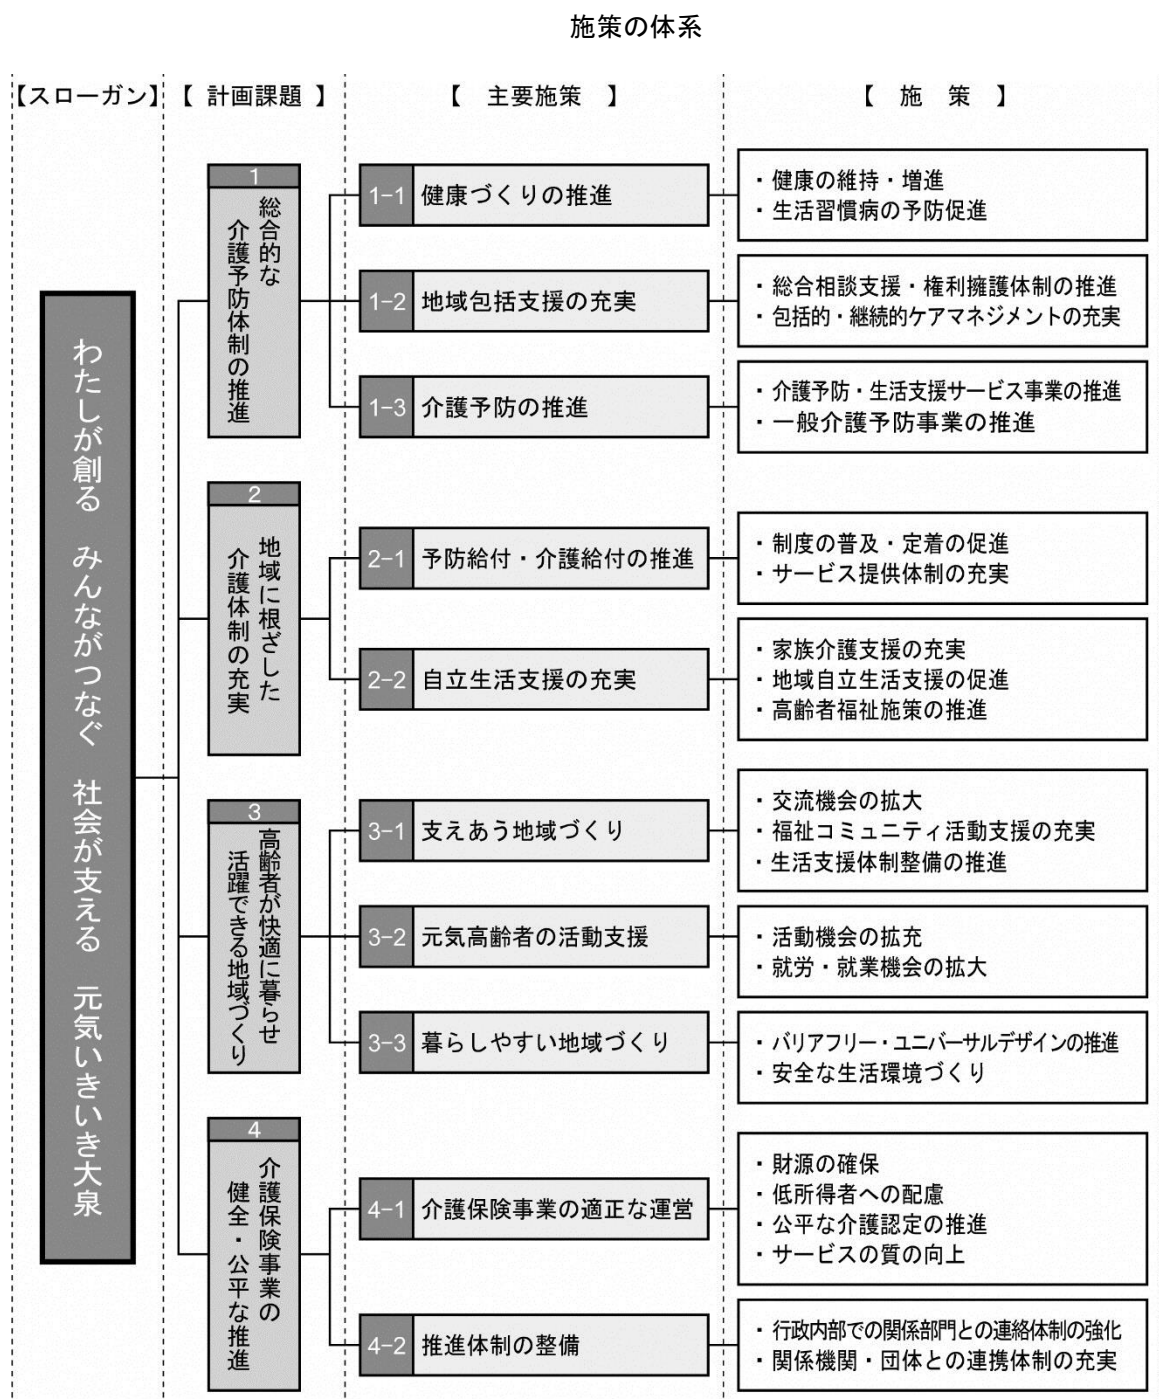 施策の体系
【スローガン】
【 計画課題 】
【 主要施策 】
【 施 策 】
わたしが創る みんながつなぐ 社会が支える 元気いきいき大泉
1
総合的な
介護予防体制の推進
1-1 健康づくりの推進
・健康の維持・増進
・生活習慣病の予防促進
1-2 地域包括支援の充実
・総合相談支援・権利擁護体制の推進
・包括的・継続的ケアマネジメントの充実
1-3 介護予防の推進
・介護予防・生活支援サービス事業の推進
・一般介護予防事業の推進
2
地域に根ざした
介護体制の充実
2-1 予防給付・介護給付の推進
・制度の普及・定着の促進
・サービス提供体制の充実
2-2 自立生活支援の充実
・家族介護支援の充実
・地域自立生活支援の促進
・高齢者福祉施策の推進
3
高齢者が快適に暮らせ
活躍できる地域づくり
3-1 支えあう地域づくり
・交流機会の拡大
・福祉コミュニティ活動支援の充実
・生活支援体制整備の推進
3-2 元気高齢者の活動支援
・活動機会の拡充
・就労・就業機会の拡大
3-3 暮らしやすい地域づくり
・バリアフリー・ユニバーサルデザインの推進
・安全な生活環境づくり
4
介護保険事業の
健全・公平な推進
4-1 介護保険事業の適正な運営
・財源の確保
・低所得者への配慮
・公平な介護認定の推進
・サービスの質の向上
4-2 推進体制の整備
・行政内部での関係部門との連絡体制の強化
・関係機関・団体との連携体制の充実